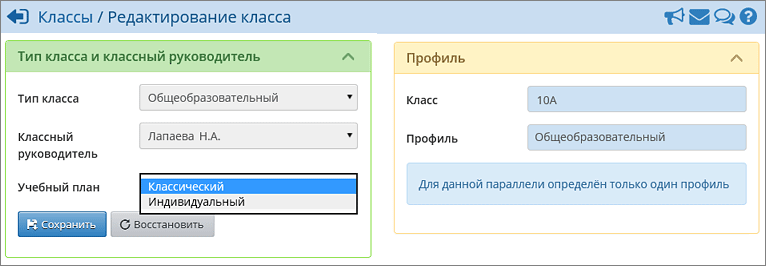 Классы / Редактирование класса
Тип класса и классный руководитель
Тип класса
Общеобразовательный
Классный
руководитель
Лапаева Н.А.
Учебный план
Классический
Индивидуальный
Сохранить
Восстановить
Профиль
Класс
10А
Профиль
Общеобразовательный
Для данной параллели определён только один профиль